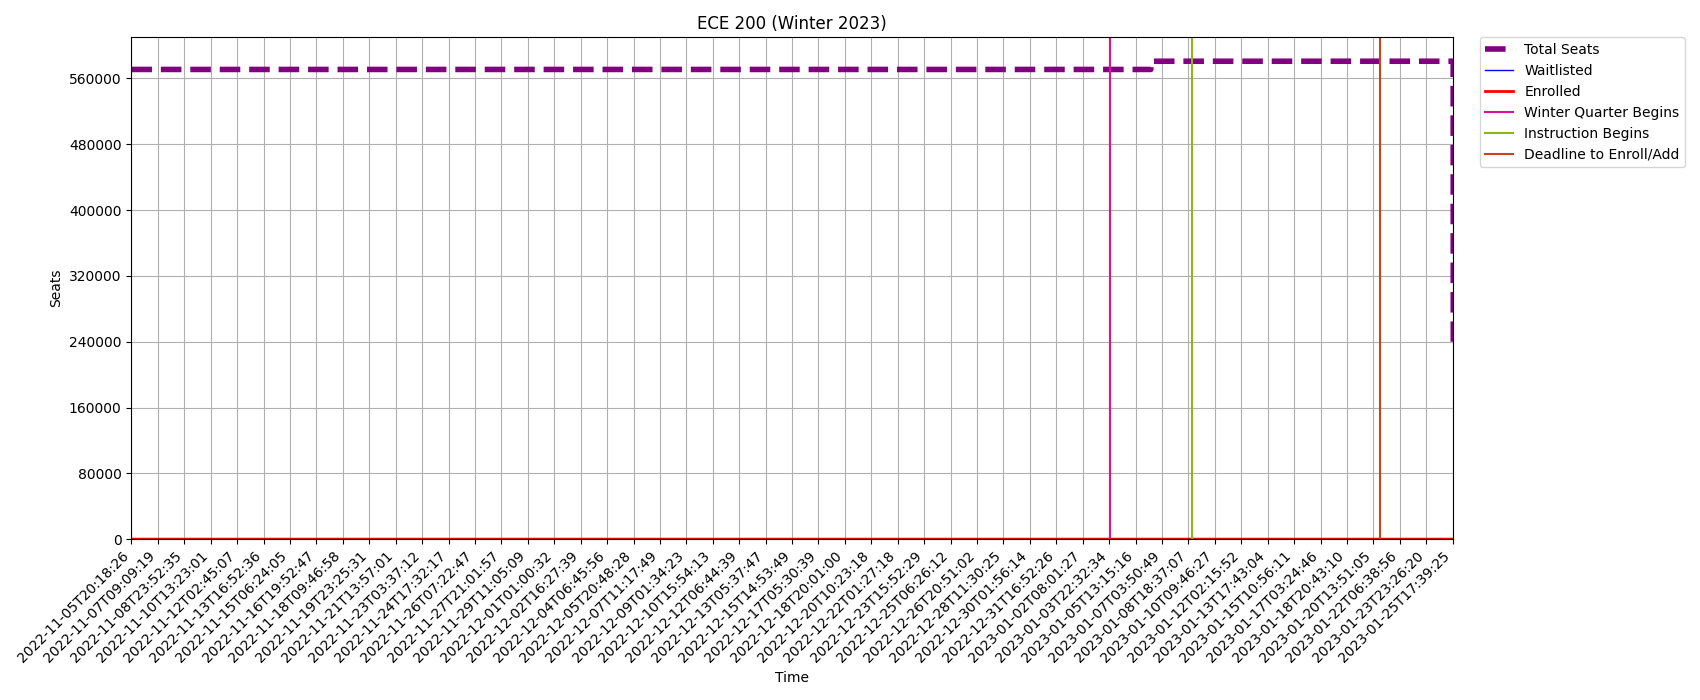 ECE 200 (Winter 2023)
Total Seats
Waitlisted
Enrolled
Winter Quarter Begins
Instruction Begins
Deadline to Enroll/Add
Seats
560000
480000
400000
320000
240000
160000
80000
0
2022-11-05T20:18:26
2022-11-07T09:09:19
2022-11-08T23:52:35
2022-11-10T13:23:01
2022-11-12T02:45:07
2022-11-13T16:52:36
2022-11-15T06:24:05
2022-11-16T19:52:47
2022-11-18T09:46:58
2022-11-19T23:25:31
2022-11-21T13:57:01
2022-11-23T03:37:12
2022-11-24T17:32:17
2022-11-26T07:22:47
2022-11-27T21:01:57
2022-11-29T11:05:09
2022-12-01T01:00:32
2022-12-02T16:27:39
2022-12-04T06:45:56
2022-12-05T20:48:28
2022-12-07T11:17:49
2022-12-09T01:34:23
2022-12-10T15:54:13
2022-12-12T06:44:39
2022-12-13T05:37:47
2022-12-15T14:53:49
2022-12-17T05:30:39
2022-12-18T20:01:00
2022-12-20T10:23:18
2022-12-22T01:27:18
2022-12-23T15:52:29
2022-12-25T06:26:12
2022-12-26T20:51:02
2022-12-28T11:30:25
2022-12-30T01:56:14
2022-12-31T16:52:26
2023-01-02T08:01:27
2023-01-03T22:32:34
2023-01-05T13:15:16
2023-01-07T03:50:49
2023-01-08T18:37:07
2023-01-10T09:46:27
2023-01-12T02:15:52
2023-01-13T17:43:04
2023-01-15T10:56:11
2023-01-17T03:24:46
2023-01-18T20:43:10
2023-01-20T13:51:05
2023-01-22T06:38:56
2023-01-23T23:26:20
2023-01-25T17:39:25
Time